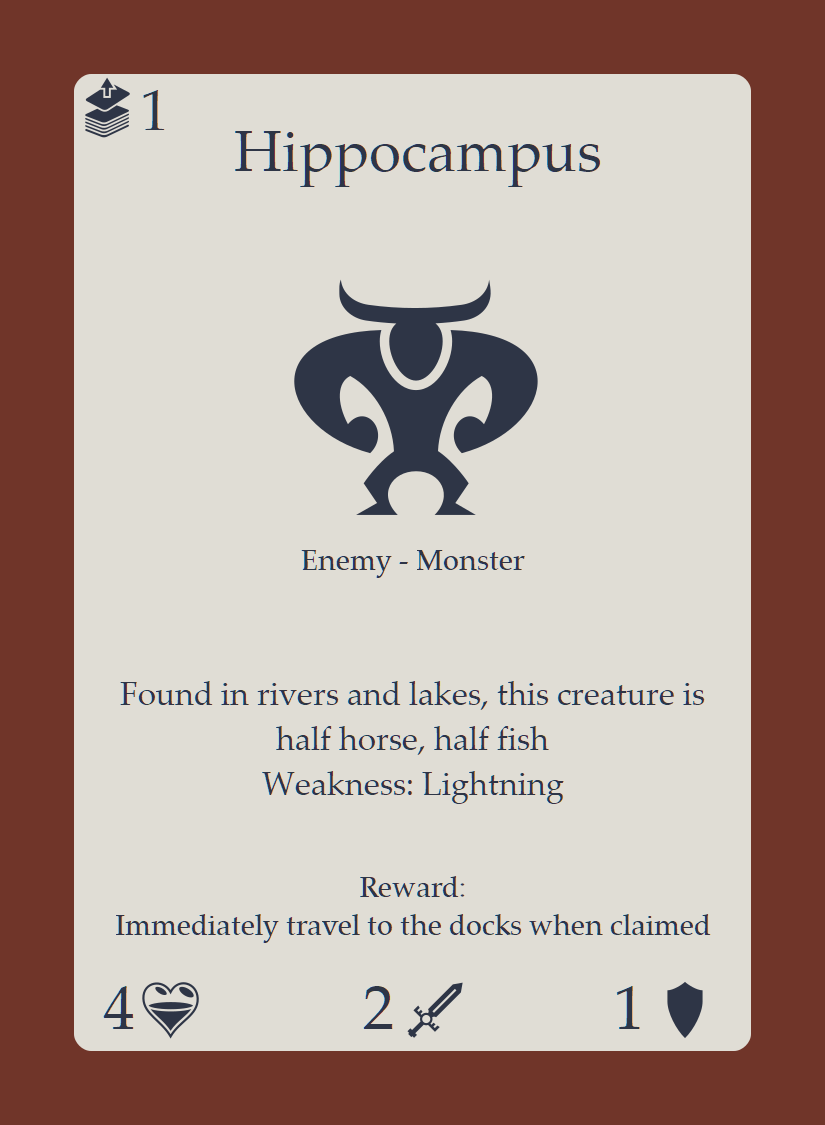 1
Hippocampus
Enemy - Monster
Found in rivers and lakes, this creature is
half horse, half fish
Weakness: Lightning
Reward:
Immediately travel to the docks when claimed
4 2 1